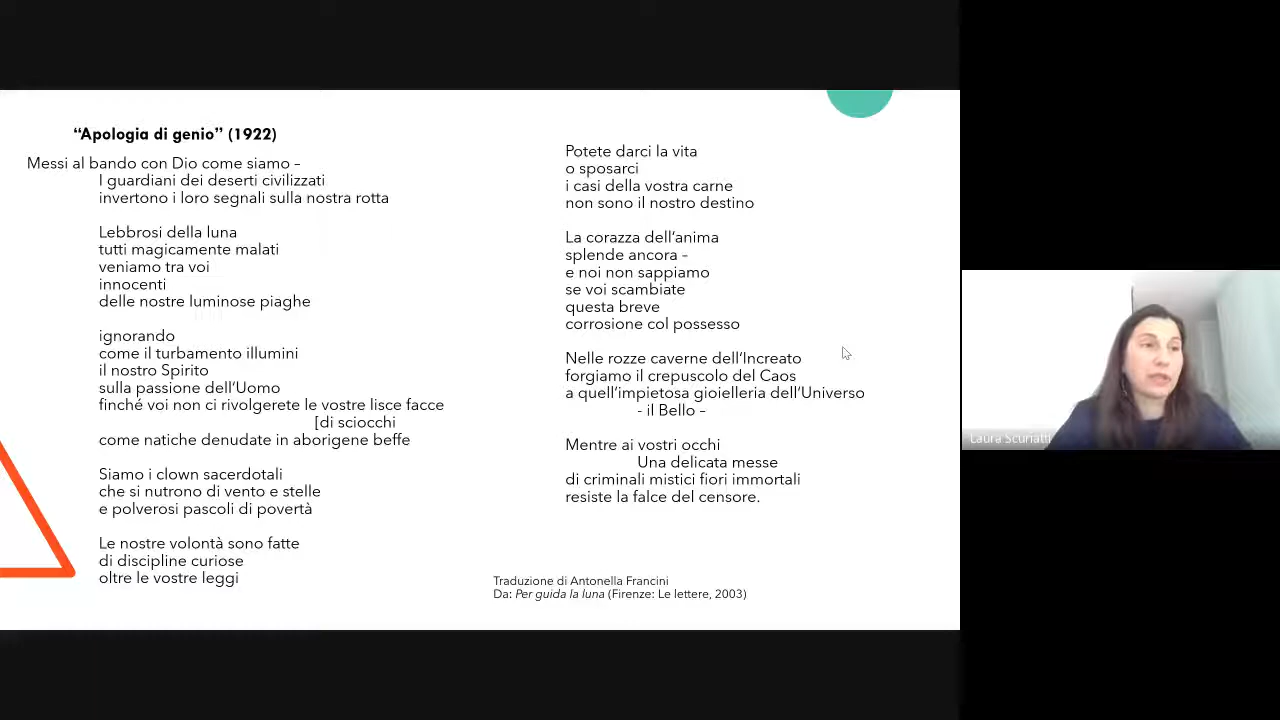 “Apologia di genio” (1922)
Messi al bando con Dio come siamo –
I guardiani dei deserti civilizzati
invertono i loro segnali sulla nostra rotta
Lebbrosi della luna
tutti magicamente malati
veniamo tra voi
innocenti
delle nostre luminose piaghe
ignorando
come il turbamento illumini
il nostro Spirito
sulla passione dell’Uomo
finché voi non ci rivolgerete le vostre lisce facce
[di sciocchi
come natiche denudate in aborigene beffe
Siamo i clown sacerdotali
che si nutrono di vento e stelle
e polverosi pascoli di povertà
Le nostre volontà sono fatte
di discipline curiose
oltre le vostre leggi
Potete darci la vita
o sposarci
i casi della vostra carne
non sono il nostro destino
La corazza dell’anima
splende ancora –
e noi non sappiamo
se voi scambiate
questa breve
corrosione col possesso
Nelle rozze caverne dell’Increato
forgiamo il crepuscolo del Caos
a quell’impietosa gioielleria dell’Universo
- il Bello –
Mentre ai vostri occhi
Una delicata messe
di criminali mistici fiori immortali
resiste la falce del censore.
Traduzione di Antonella Francini
Da: Per guida la luna (Firenze: Le lettere, 2003)
Laura Scuriatti